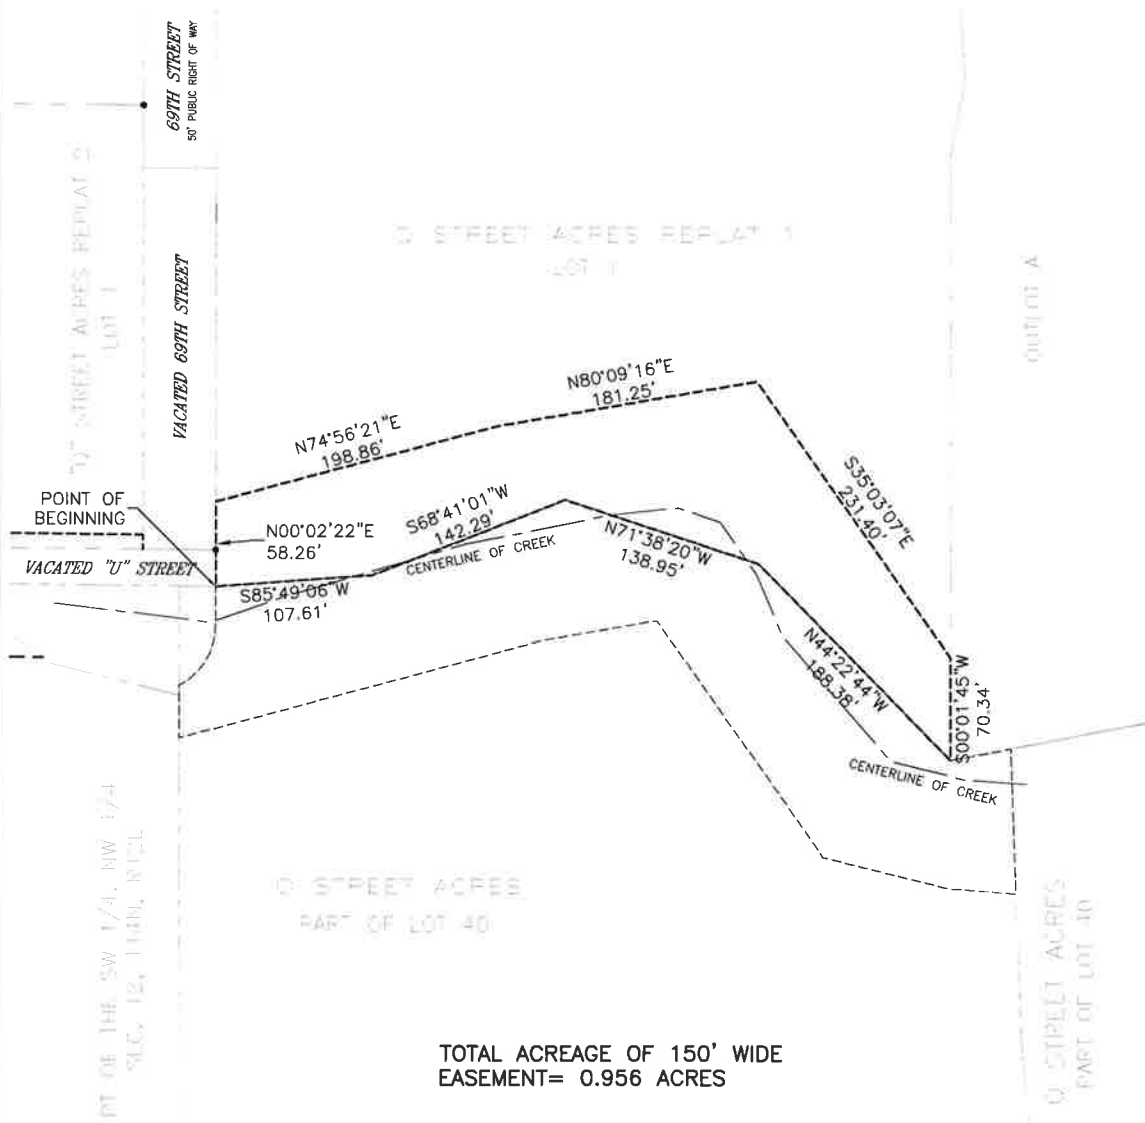 69TH STREET
50' PUBLIC RIGHT OF WAY
VACATED 69TH STREET
"Q" STREET ACRES REPLAT
LOT 1
Q STREET ACRES REPLAT 1
LOT 1
OUTLOT A
N80°09'16"E
181.25'
N74°56'21"E
198.86'
S35°03'07"E
231.40'
POINT OF
BEGINNING
N00°02'22"E
58.26'
S68°41'01"W
142.29'
CENTERLINE OF CREEK
N71°38'20"W
138.95'
VACATED "U" STREET
S85°49'06"W
107.61'
N44°22'44"W
188.38'
S00°01'45"W
70.34'
CENTERLINE OF CREEK
Q STREET ACRES
PART OF LOT 40
OF THE SW 1/4, NW 1/4
SEC. 12,
Q STREET ACRES
PART OF LOT 40
TOTAL ACREAGE OF 150' WIDE
EASEMENT= 0.956 ACRES